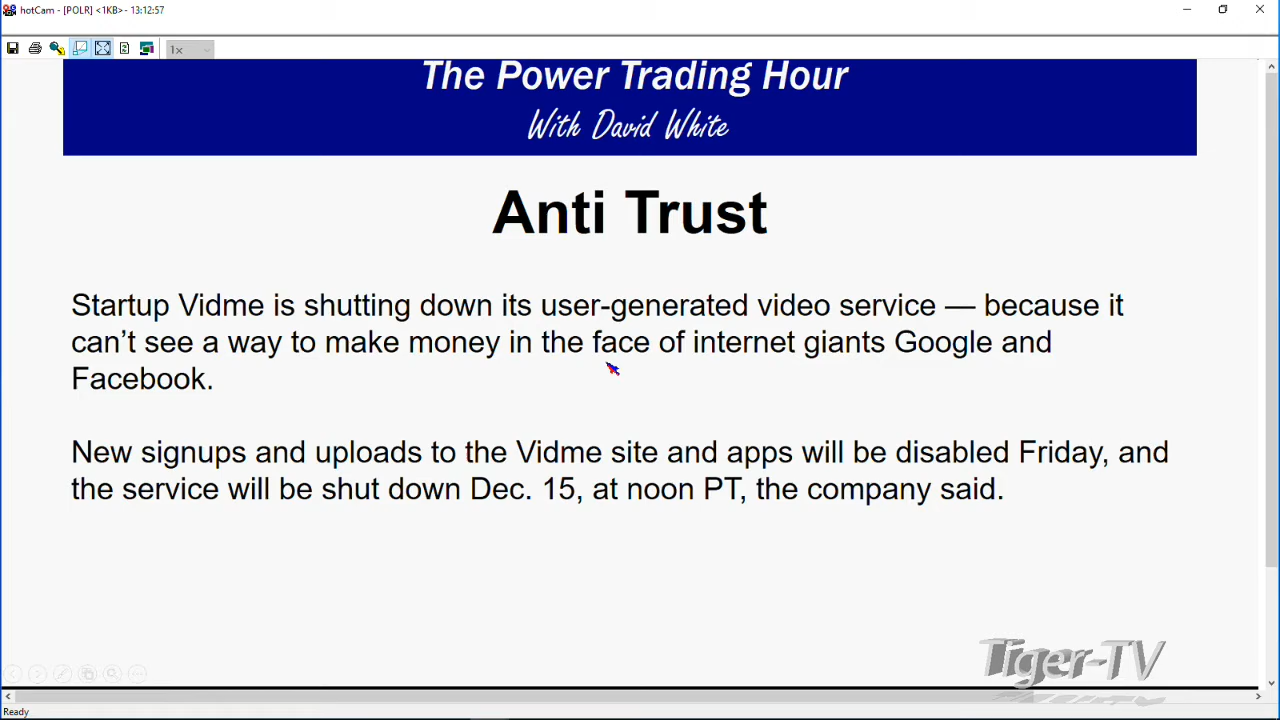 hotCam - [POLR] <1KB> - 13:12:57
1x
The Power Trading Hour
With David White
Anti Trust
Startup Vidme is shutting down its user-generated video service — because it
can’t see a way to make money in the face of internet giants Google and
Facebook.
New signups and uploads to the Vidme site and apps will be disabled Friday, and
the service will be shut down Dec. 15, at noon PT, the company said.
Tiger-TV
Ready